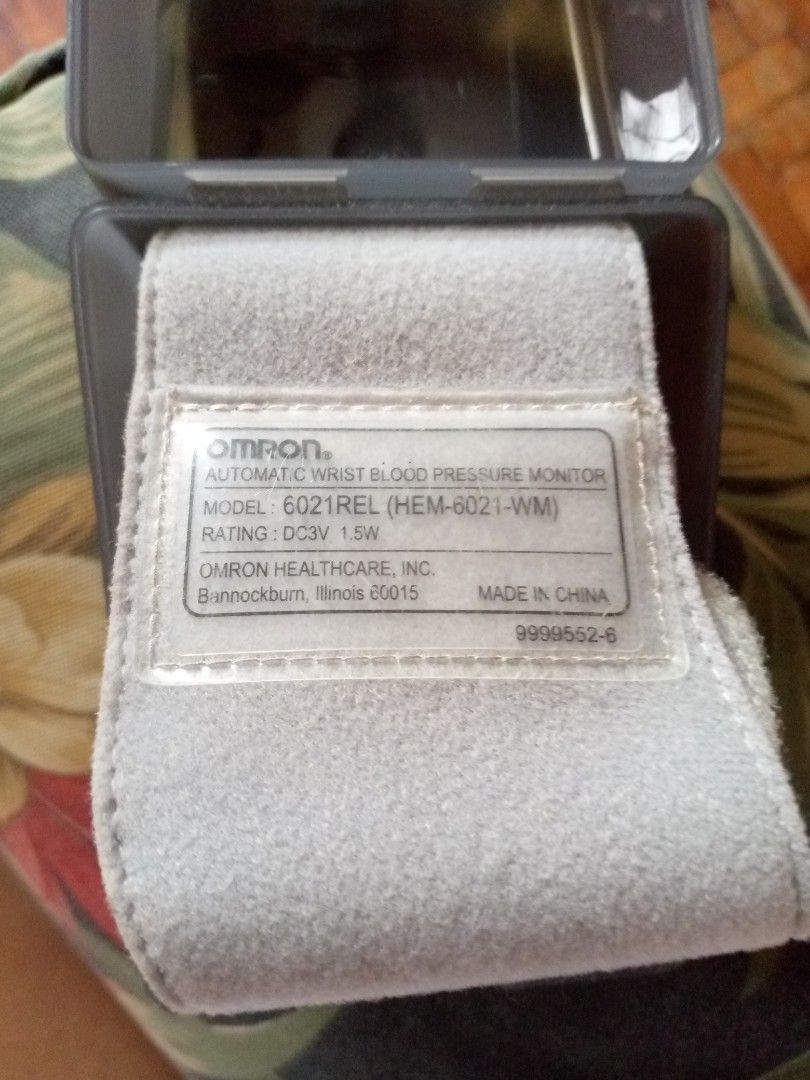 OMRON®
AUTOMATIC WRIST BLOOD PRESSURE MONITOR
MODEL : 6021REL (HEM-6021-WM)
RATING : DC3V 1.5W
OMRON HEALTHCARE, INC.
Bannockburn, Illinois 60015 MADE IN CHINA
9999552-6